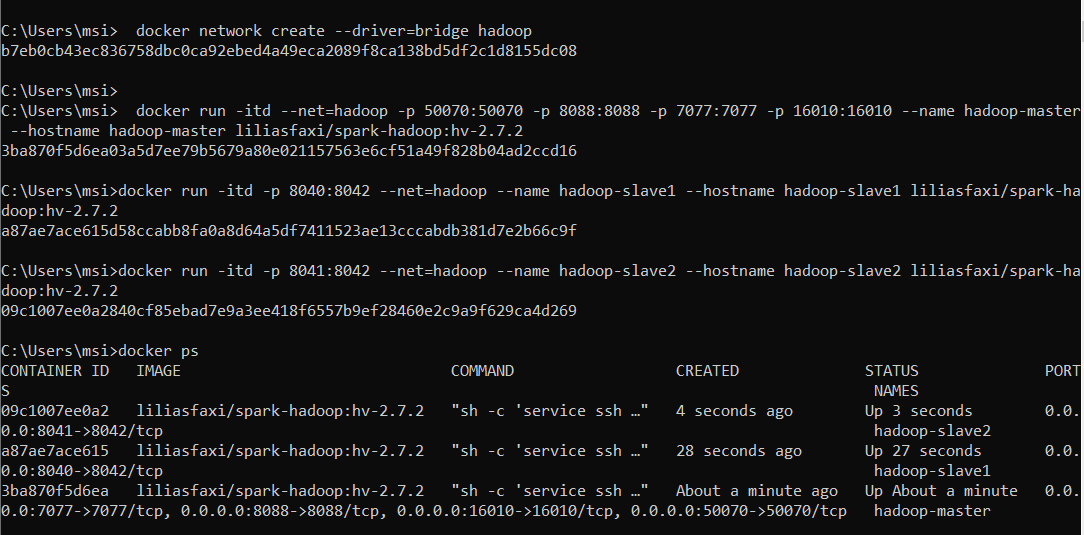 C:\Users\msi>  docker network create --driver=bridge hadoop
b7eb0cb43ec836758dbc0ca92ebed4a49eca2089f8ca138bd5df2c1d8155dc08
C:\Users\msi>
C:\Users\msi>  docker run -itd --net=hadoop -p 50070:50070 -p 8088:8088 -p 7077:7077 -p 16010:16010 --name hadoop-master
 --hostname hadoop-master liliasfaxi/spark-hadoop:hv-2.7.2
3ba870f5d6ea03a5d7ee79b5679a80e021157563e6cf51a49f828b04ad2ccd16
C:\Users\msi>docker run -itd -p 8040:8042 --net=hadoop --name hadoop-slave1 --hostname hadoop-slave1 liliasfaxi/spark-ha
doop:hv-2.7.2
a87ae7ace615d58ccabb8fa0a8d64a5df7411523ae13cccabdb381d7e2b66c9f
C:\Users\msi>docker run -itd -p 8041:8042 --net=hadoop --name hadoop-slave2 --hostname hadoop-slave2 liliasfaxi/spark-ha
doop:hv-2.7.2
09c1007ee0a2840cf85ebad7e9a3ee418f6557b9ef28460e2c9a9f629ca4d269
C:\Users\msi>docker ps
CONTAINER ID   IMAGE                              COMMAND                  CREATED              STATUS              PORT
S                                                                                                NAMES
09c1007ee0a2   liliasfaxi/spark-hadoop:hv-2.7.2   "sh -c 'service ssh …"   4 seconds ago        Up 3 seconds        0.0.
0.0:8041->8042/tcp                                                                               hadoop-slave2
a87ae7ace615   liliasfaxi/spark-hadoop:hv-2.7.2   "sh -c 'service ssh …"   28 seconds ago       Up 27 seconds       0.0.
0.0:8040->8042/tcp                                                                               hadoop-slave1
3ba870f5d6ea   liliasfaxi/spark-hadoop:hv-2.7.2   "sh -c 'service ssh …"   About a minute ago   Up About a minute   0.0.
0.0:7077->7077/tcp, 0.0.0.0:8088->8088/tcp, 0.0.0.0:16010->16010/tcp, 0.0.0.0:50070->50070/tcp   hadoop-master